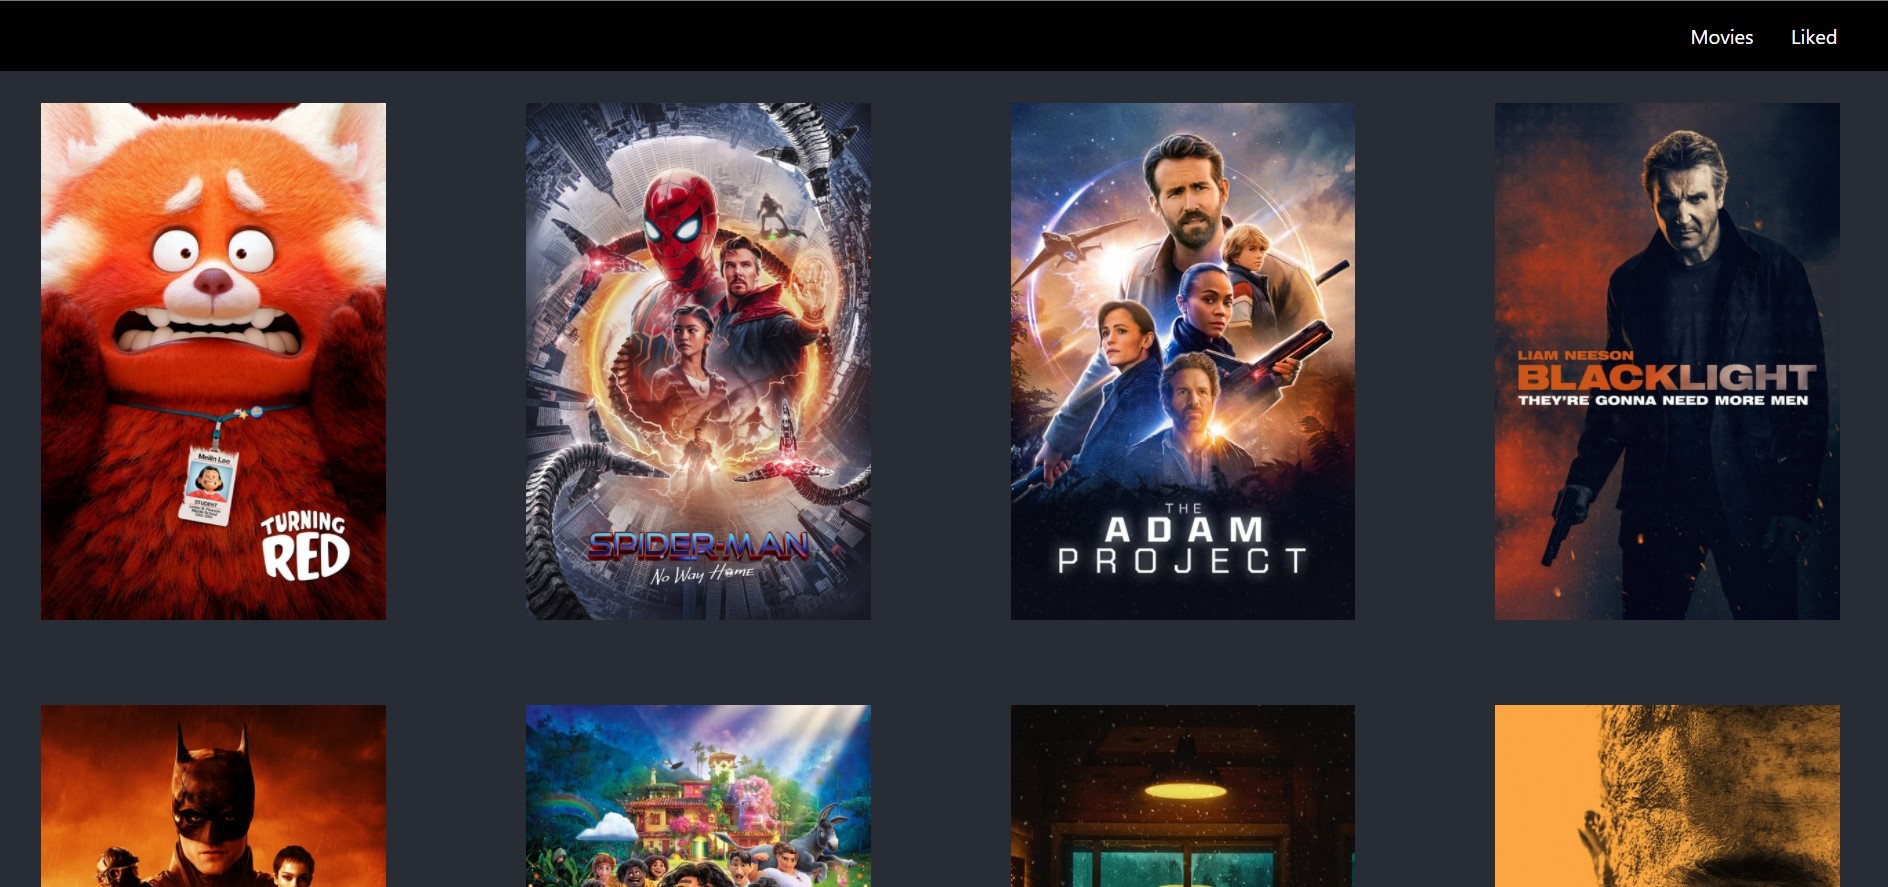 Movies Liked
Meilin Lee
STUDENT
TURNING
RED
SPIDER-MAN
No Way Home
THE
ADAM
PROJECT
LIAM NEESON
BLACKLIGHT
THEY'RE GONNA NEED MORE MEN